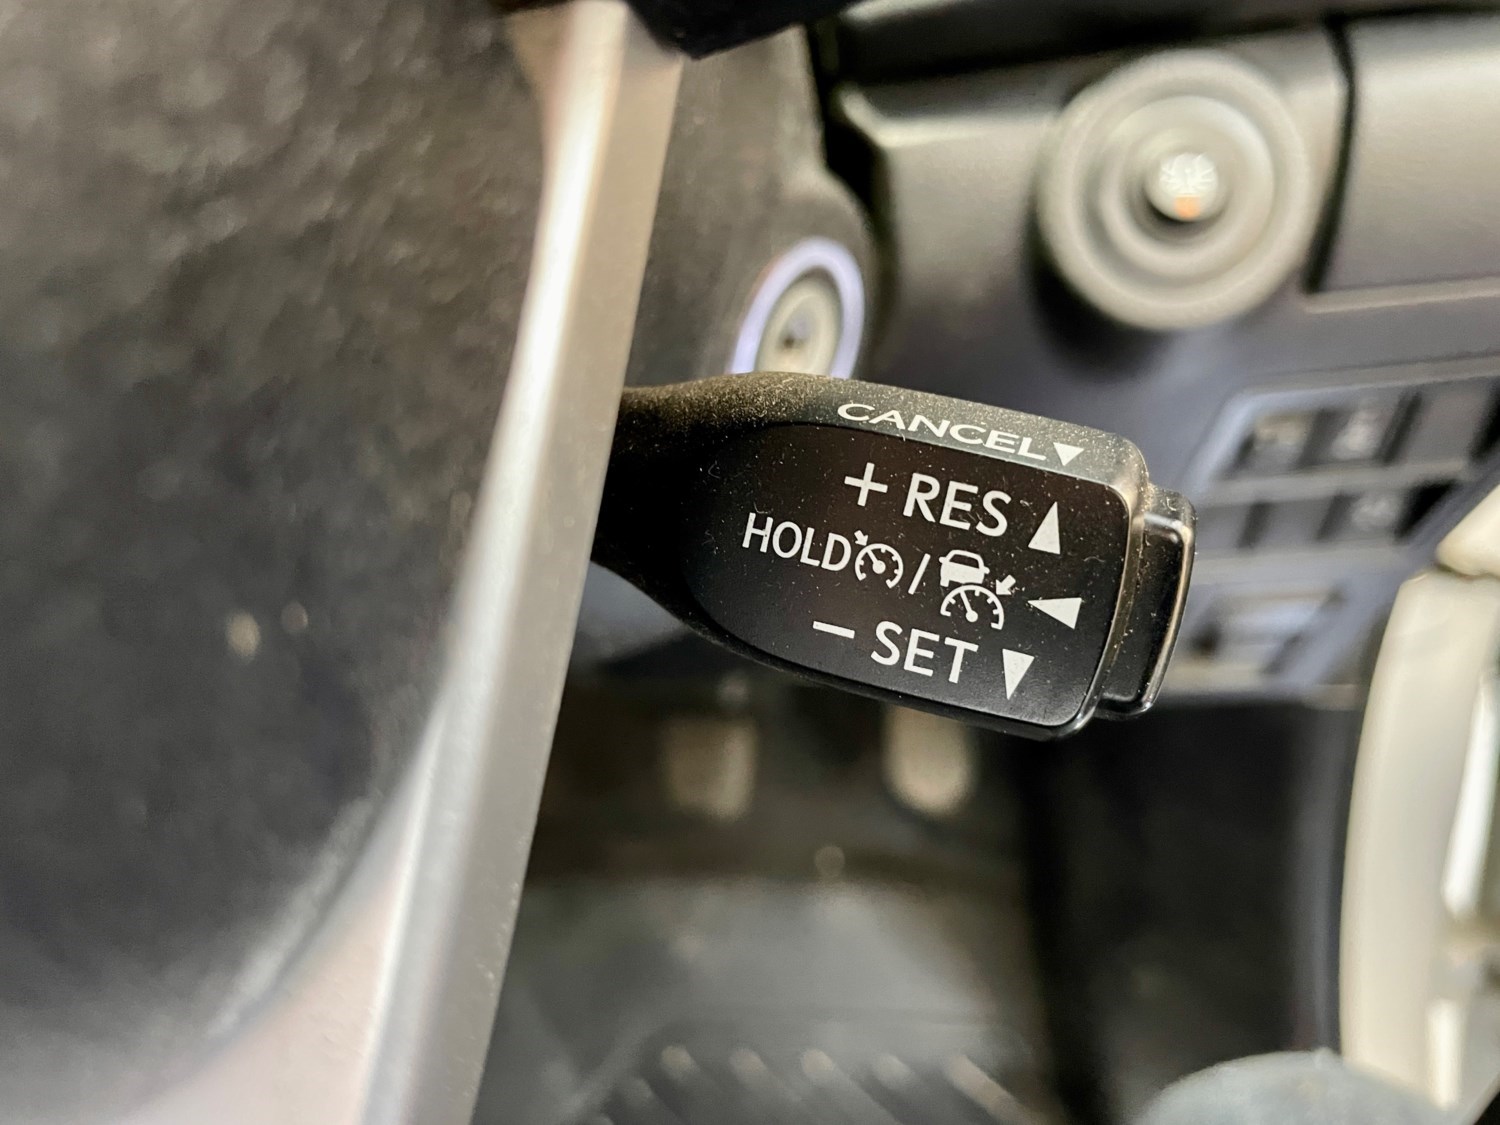 CANCEL▼
+ RES ▲
HOLD / ◀
− SET ▼